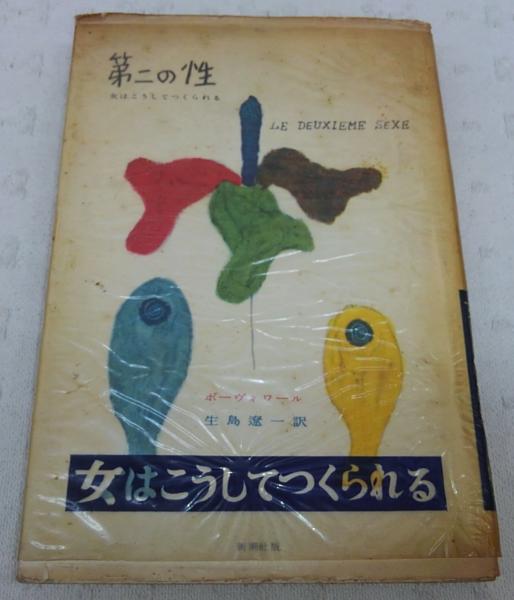 第二の性
女はこうしてつくられる
LE DEUXIEME SEXE
ボーヴォワール
生島遼一訳
女はこうしてつくられる
新潮社版